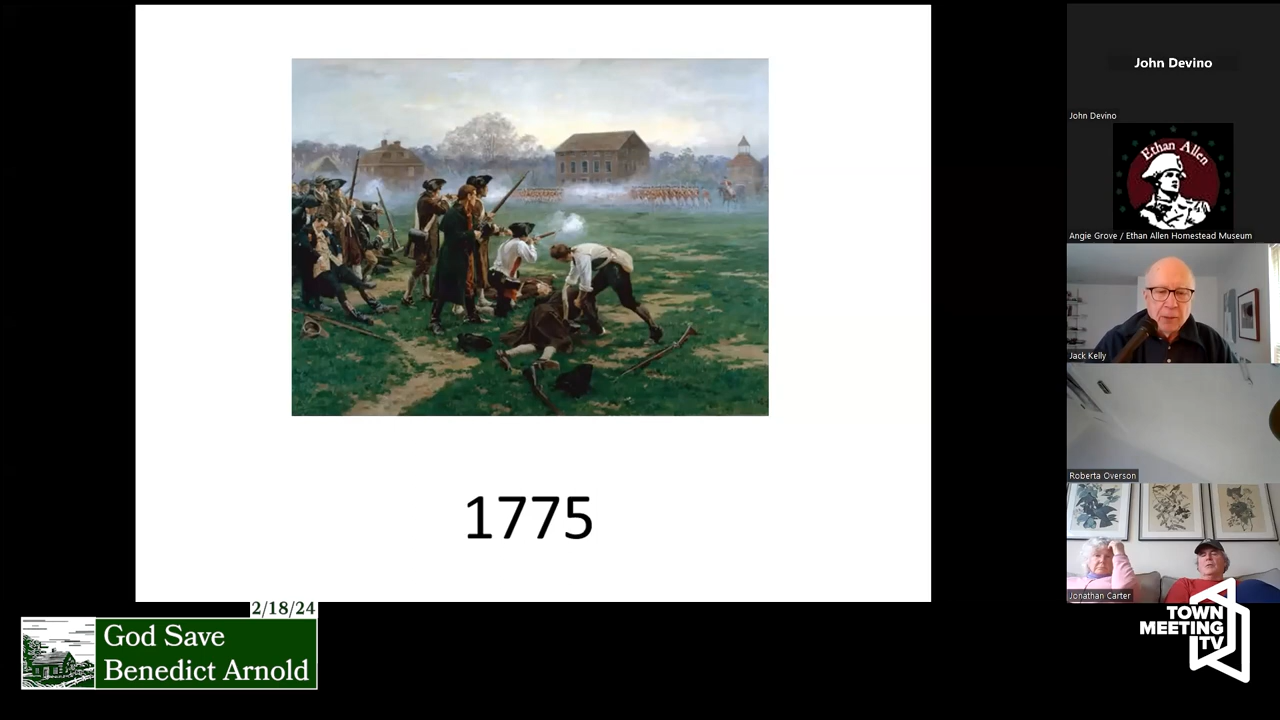 1775
2/18/24
God Save
Benedict Arnold
John Devino
John Devino
Ethan Allen
Angie Grove / Ethan Allen Homestead Museum
Jack Kelly
Roberta Overson
Jonathan Carter
TOWN
MEETING
TV